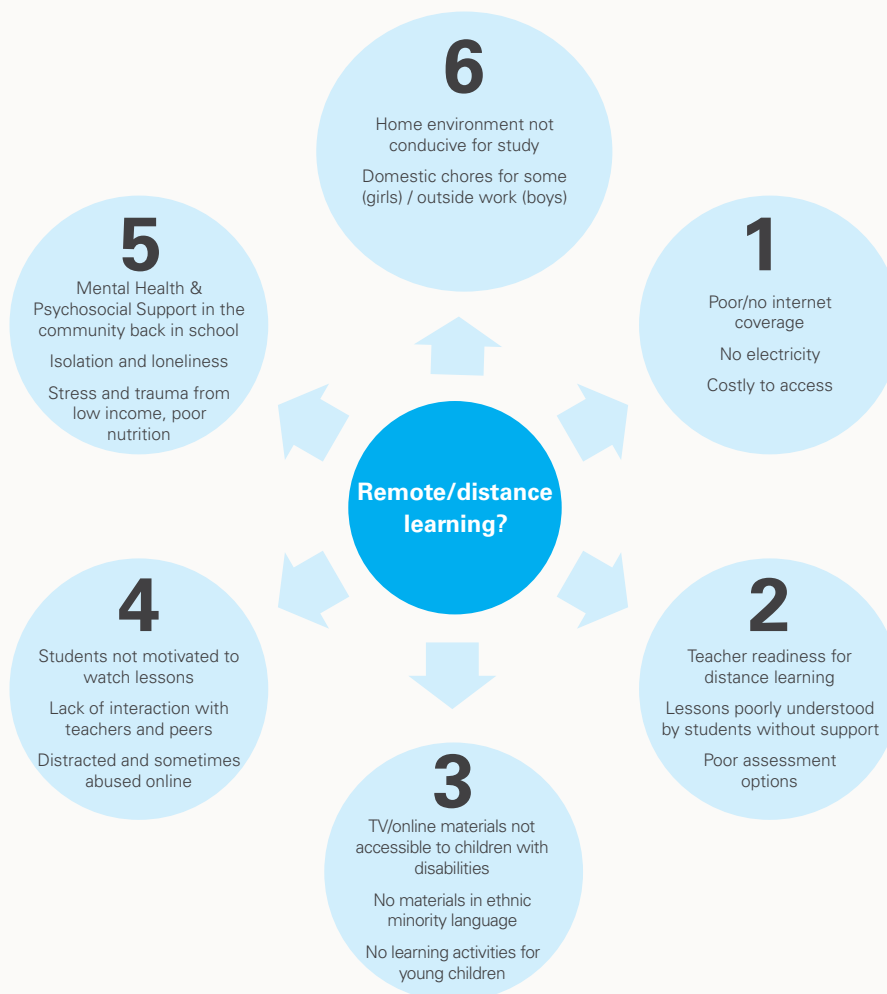 6
Home environment not
conducive for study
Domestic chores for some
(girls) / outside work (boys)
5
Mental Health &
Psychosocial Support in the
community back in school
Isolation and loneliness
Stress and trauma from
low income, poor
nutrition
1
Poor/no internet
coverage
No electricity
Costly to access
Remote/distance
learning?
4
Students not motivated to
watch lessons
Lack of interaction with
teachers and peers
Distracted and sometimes
abused online
2
Teacher readiness for
distance learning
Lessons poorly understood
by students without support
Poor assessment
options
3
TV/online materials not
accessible to children with
disabilities
No materials in ethnic
minority language
No learning activities for
young children